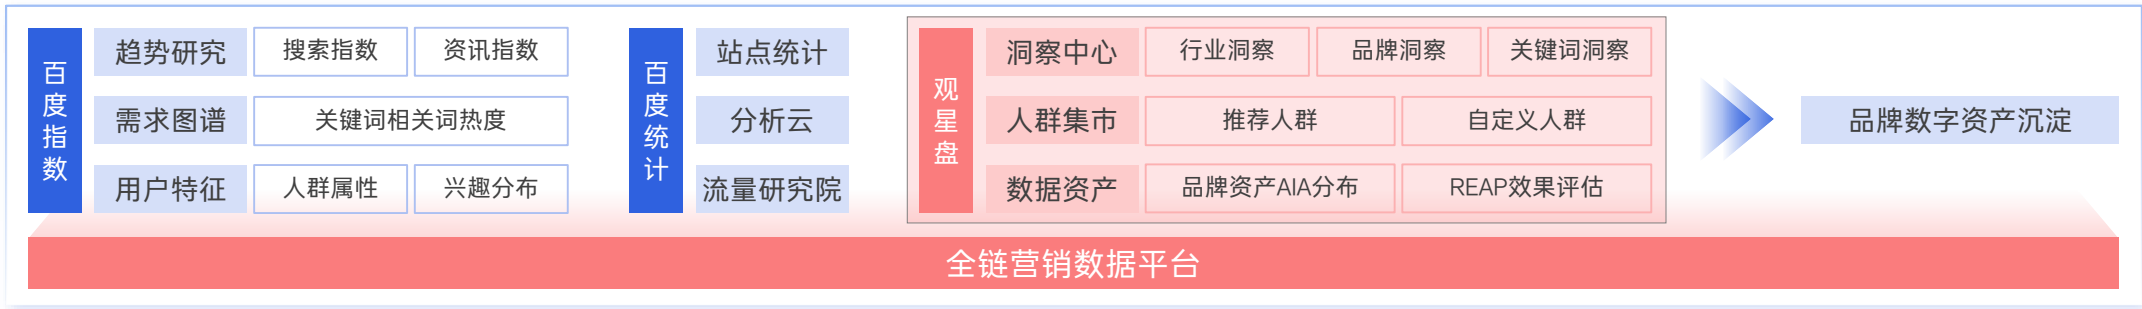 百度指数
趋势研究
搜索指数
资讯指数
需求图谱
关键词相关词热度
用户特征
人群属性
兴趣分布
百度统计
站点统计
分析云
流量研究院
观星盘
洞察中心
行业洞察
品牌洞察
关键词洞察
人群集市
推荐人群
自定义人群
数据资产
品牌资产AIA分布
REAP效果评估
品牌数字资产沉淀
全链营销数据平台